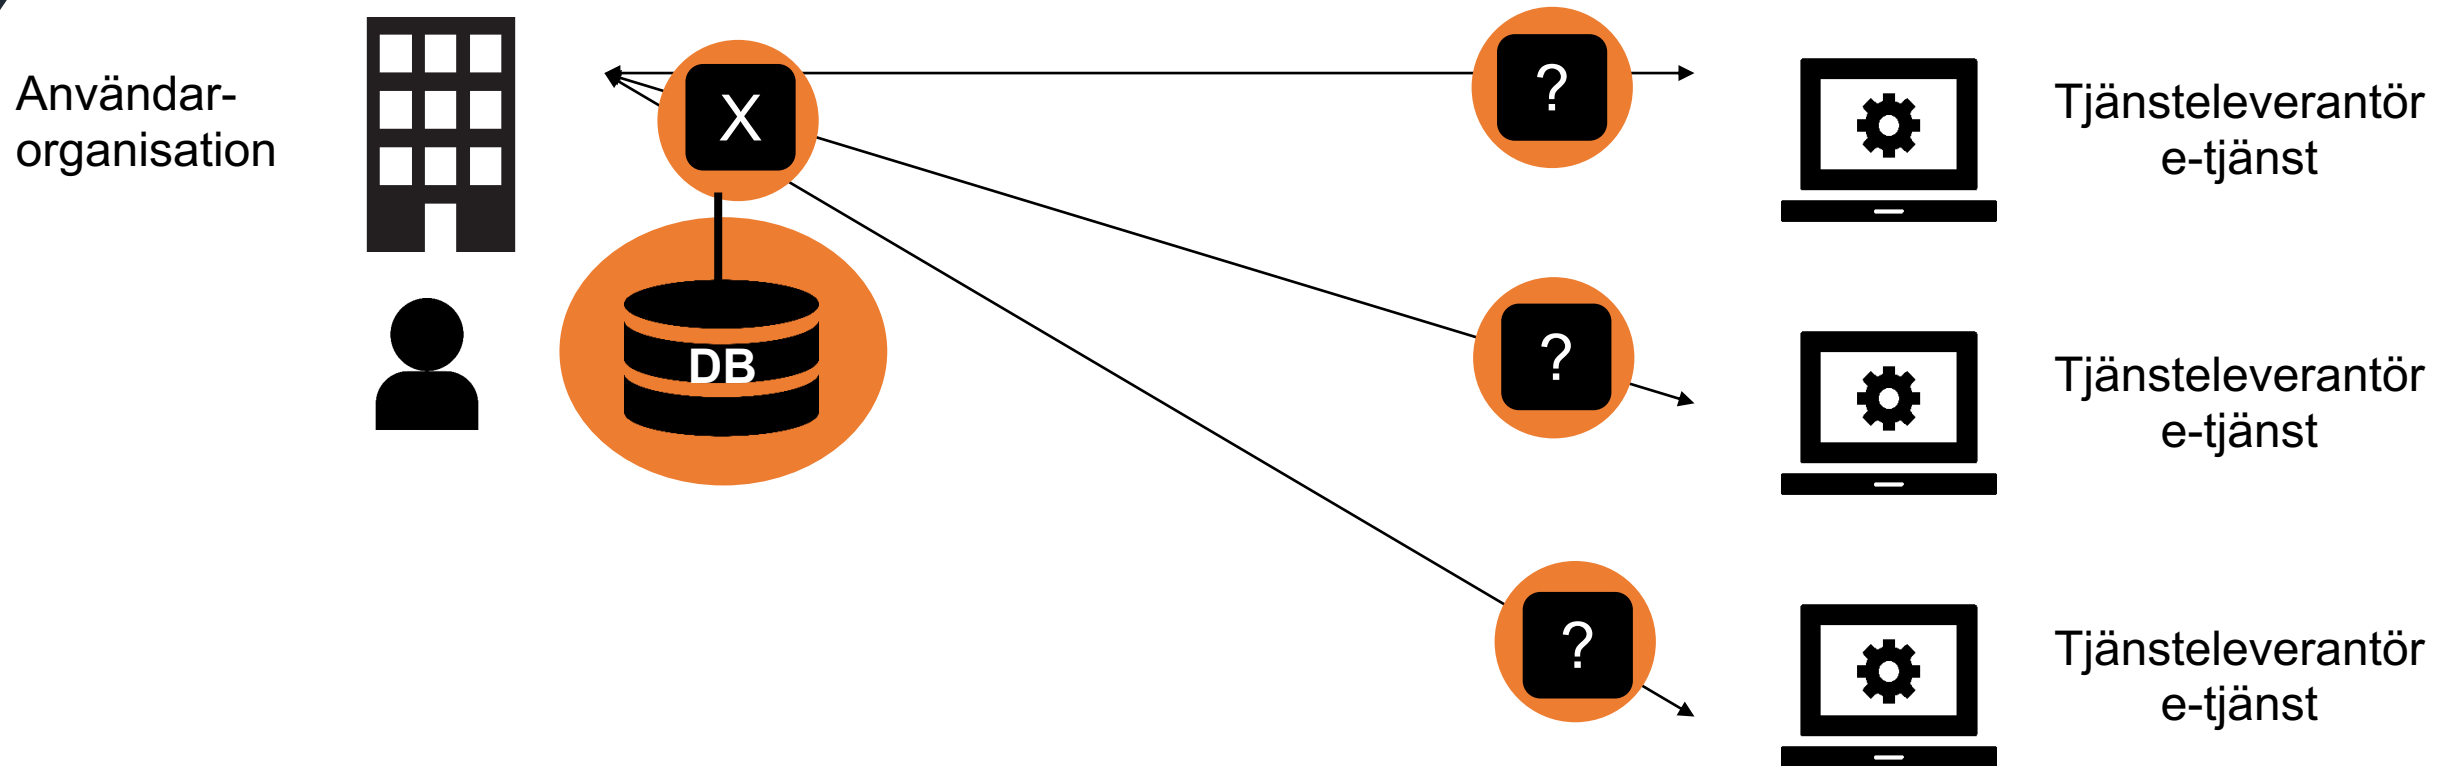 Användar-
organisation
X
DB
?
Tjänsteleverantör
e-tjänst
?
Tjänsteleverantör
e-tjänst
?
Tjänsteleverantör
e-tjänst